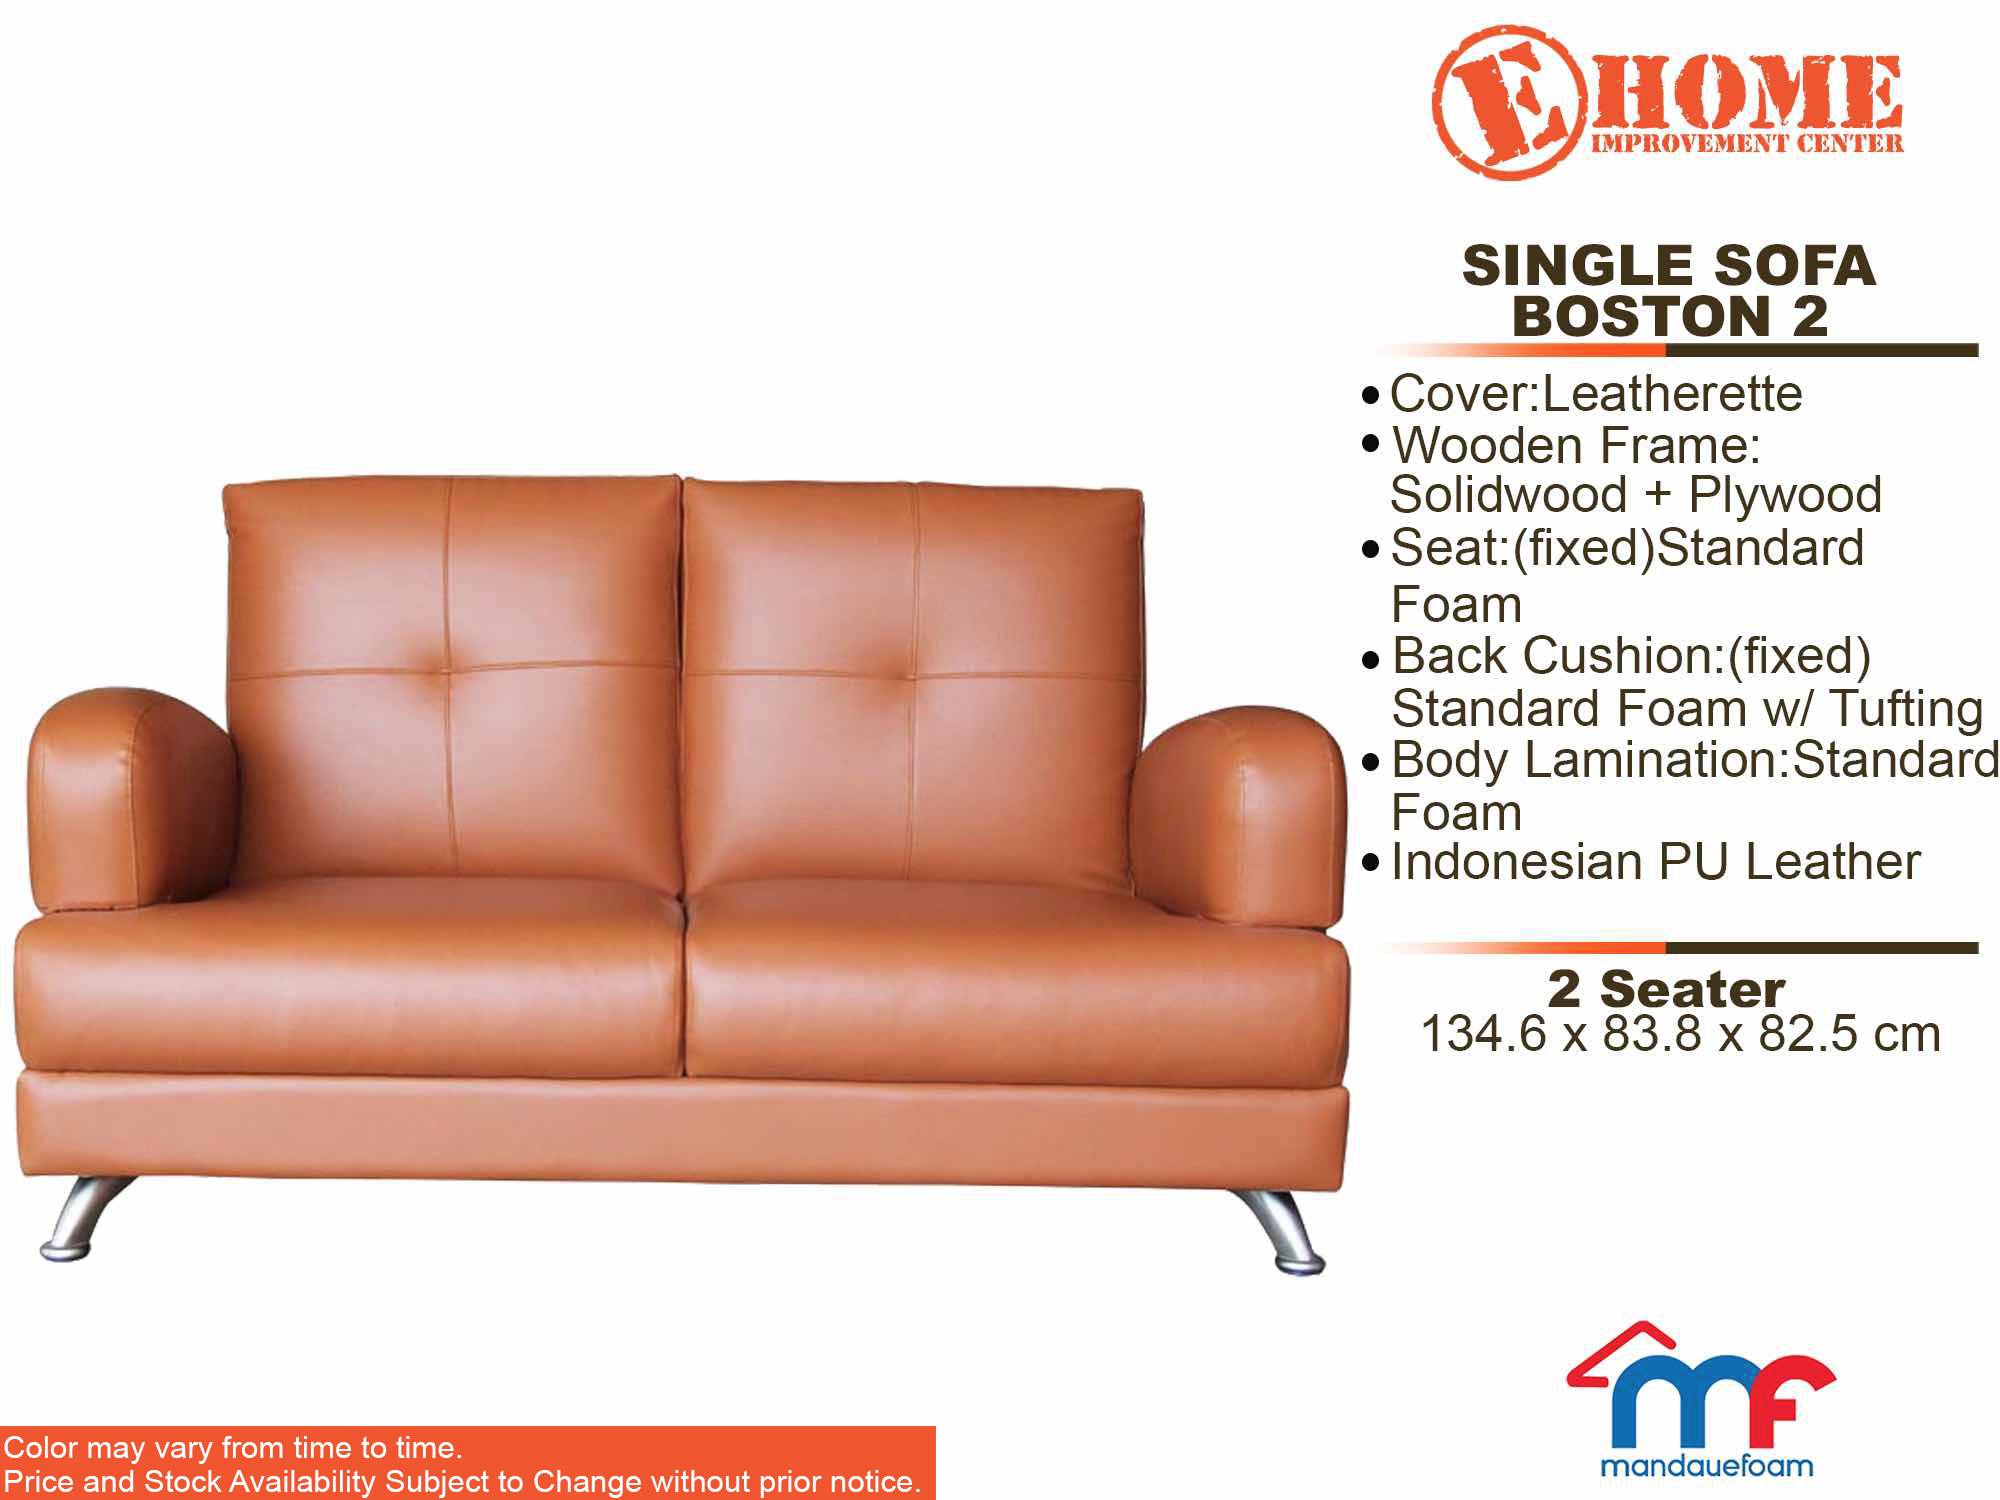 E HOME
IMPROVEMENT CENTER
SINGLE SOFA
BOSTON 2
• Cover:Leatherette
• Wooden Frame:
Solidwood + Plywood
• Seat:(fixed)Standard
Foam
• Back Cushion:(fixed)
Standard Foam w/ Tufting
• Body Lamination:Standard
Foam
• Indonesian PU Leather
2 Seater
134.6 x 83.8 x 82.5 cm
mf
mandauefoam
Color may vary from time to time.
Price and Stock Availability Subject to Change without prior notice.